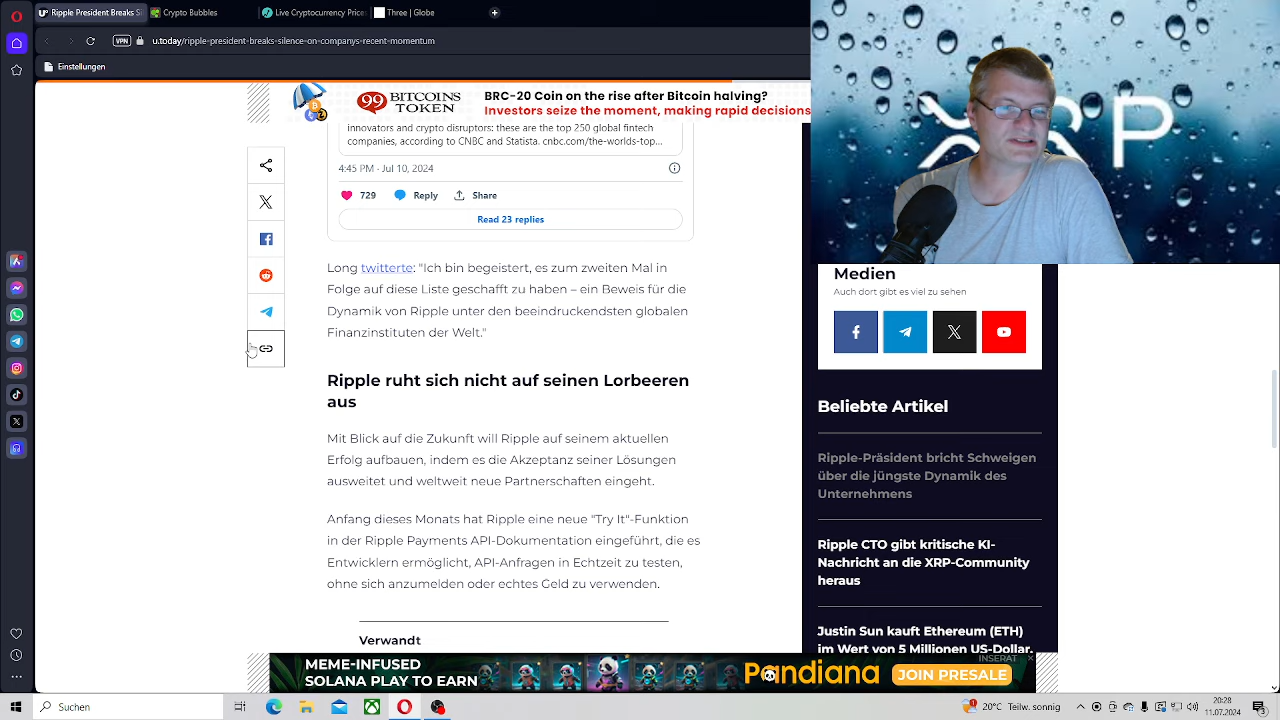 Ripple President Breaks Sil
Crypto Bubbles
Live Cryptocurrency Price
Three | Globe
VPN
u.today/ripple-president-breaks-silence-on-companys-recent-momentum
Einstellungen
99 BITCOINS TOKEN
BRC-20 Coin on the rise after Bitcoin halving?
Investors seize the moment, making rapid decisions
innovators and crypto disruptors: these are the top 250 global fintech
companies, according to CNBC and Statista. cnbc.com/the-worlds-top...
4:45 PM · Jul 10, 2024
729
Reply
Share
Read 23 replies
Long twitterte: "Ich bin begeistert, es zum zweiten Mal in
Folge auf diese Liste geschafft zu haben – ein Beweis für die
Dynamik von Ripple unter den beeindruckendsten globalen
Finanzinstituten der Welt."
Ripple ruht sich nicht auf seinen Lorbeeren
aus
Mit Blick auf die Zukunft will Ripple auf seinem aktuellen
Erfolg aufbauen, indem es die Akzeptanz seiner Lösungen
ausweitet und weltweit neue Partnerschaften eingeht.
Anfang dieses Monats hat Ripple eine neue "Try It"-Funktion
in der Ripple Payments API-Dokumentation eingeführt, die es
Entwicklern ermöglicht, API-Anfragen in Echtzeit zu testen,
ohne sich anzumelden oder echtes Geld zu verwenden.
Verwandt
XRP
Medien
Auch dort gibt es viel zu sehen
Beliebte Artikel
Ripple-Präsident bricht Schweigen
über die jüngste Dynamik des
Unternehmens
Ripple CTO gibt kritische KI-
Nachricht an die XRP-Community
heraus
Justin Sun kauft Ethereum (ETH)
im Wert von 5 Millionen US-Dollar,
INSERAT
MEME-INFUSED
SOLANA PLAY TO EARN
Pandiana
JOIN PRESALE
Suchen
20°C Teilw. sonnig
20:28
11.07.2024